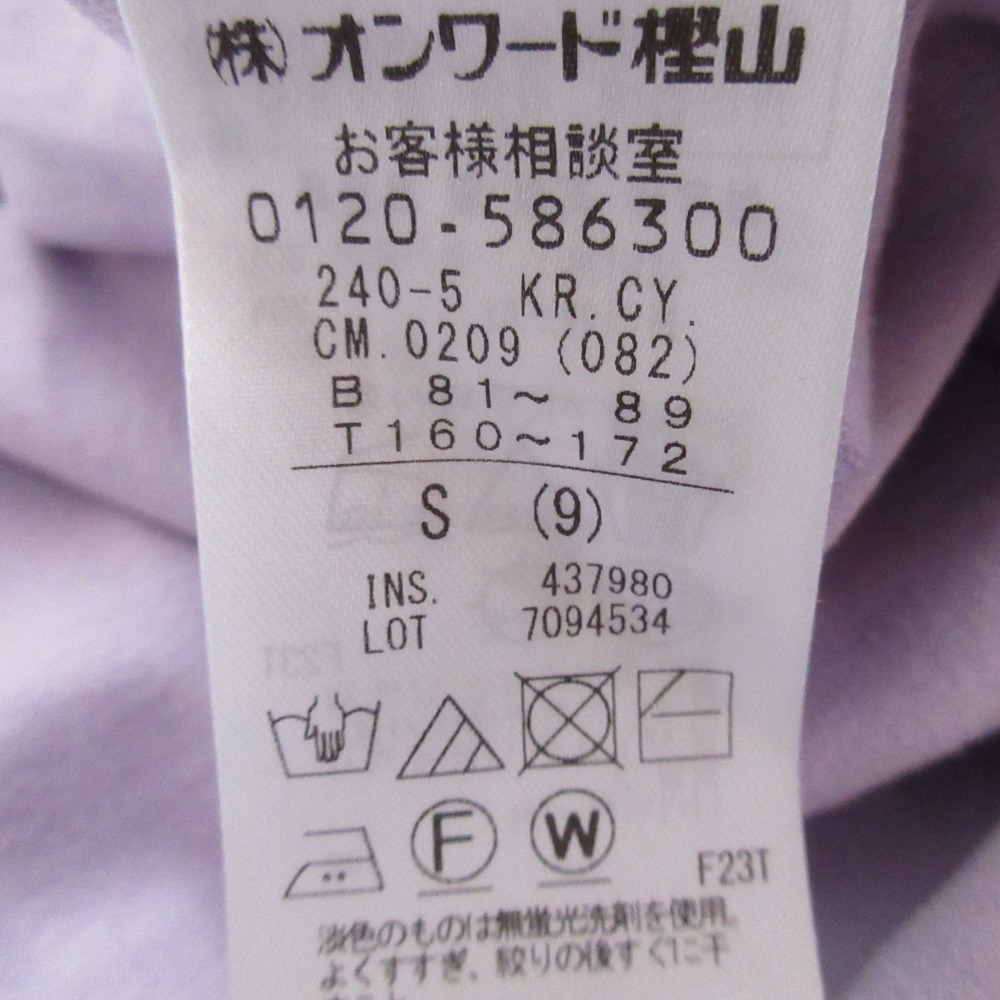 (株)オンワード樫山
お客様相談室
0120-586300
240-5 KR.CY.
CM.0209 (082)
B 81~ 89
T160~172
S (9)
INS. 437980
LOT 7094534
F W F23T
淡色のものは無蛍光洗剤を使用。
よくすすぎ、絞りの後すぐに干